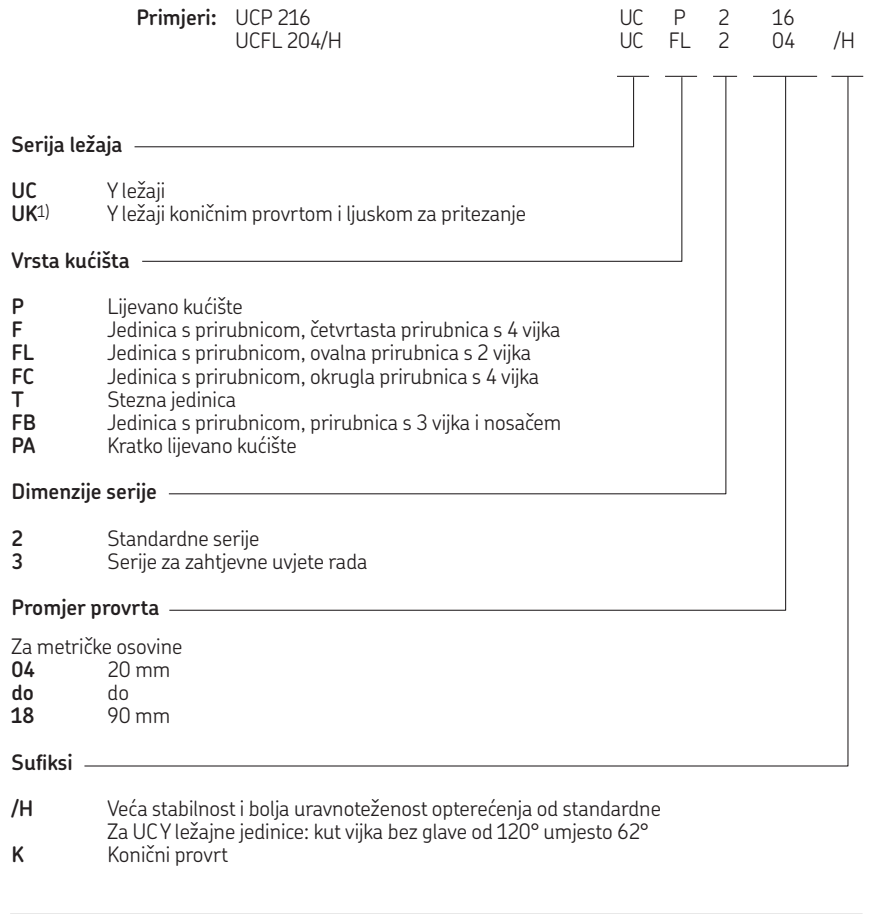 Primjeri: UCP 216 UC P 2 16
UCFL 204/H UC FL 2 04 /H
Serija ležaja
UC Y ležaji
UK1) Y ležaji koničnim provrtom i ljuskom za pritezanje
Vrsta kućišta
P Lijevano kućište
F Jedinica s prirubnicom, četvrtasta prirubnica s 4 vijka
FL Jedinica s prirubnicom, ovalna prirubnica s 2 vijka
FC Jedinica s prirubnicom, okrugla prirubnica s 4 vijka
T Stezna jedinica
FB Jedinica s prirubnicom, prirubnica s 3 vijka i nosačem
PA Kratko lijevano kućište
Dimenzije serije
2 Standardne serije
3 Serije za zahtjevne uvjete rada
Promjer provrta
Za metričke osovine
04 20 mm
do do
18 90 mm
Sufiksi
/H Veća stabilnost i bolja uravnoteženost opterećenja od standardne
Za UC Y ležajne jedinice: kut vijka bez glave od 120° umjesto 62°
K Konični provrt